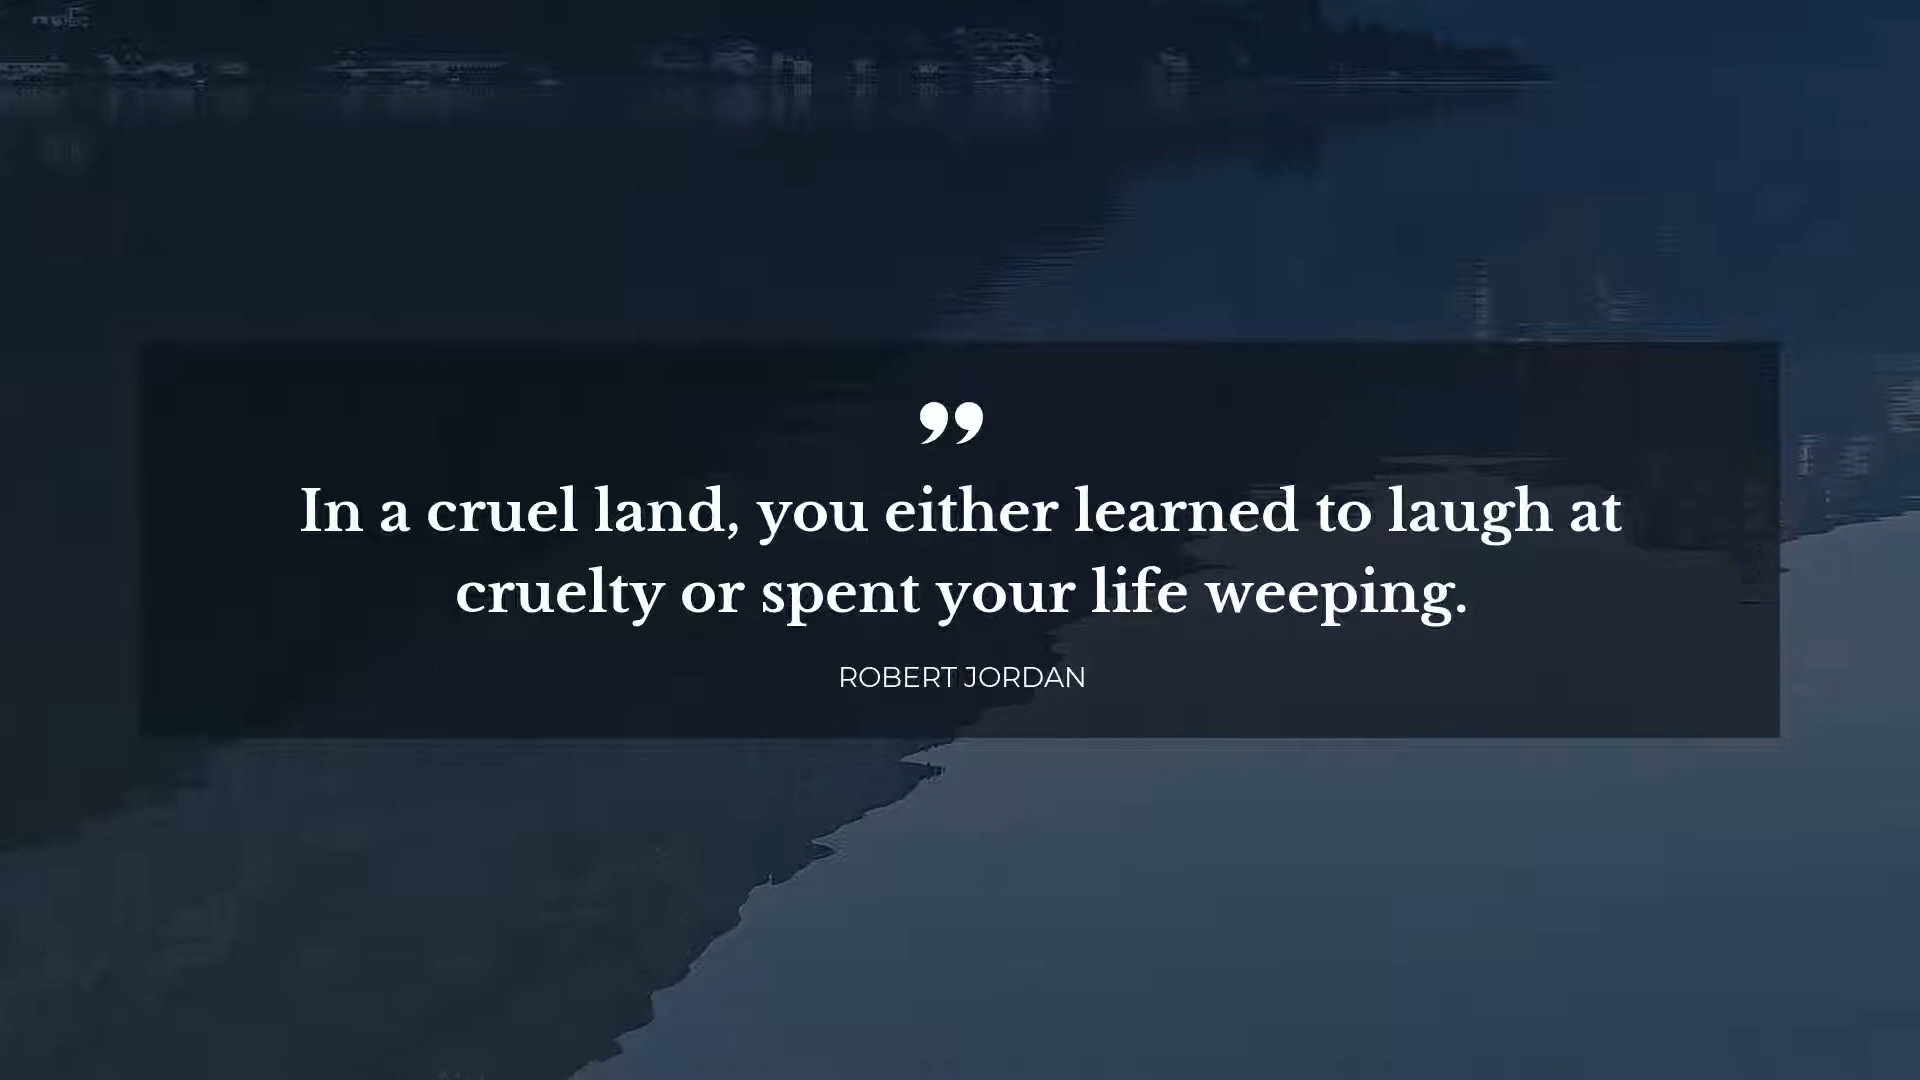 ”
In a cruel land, you either learned to laugh at
cruelty or spent your life weeping.
ROBERT JORDAN